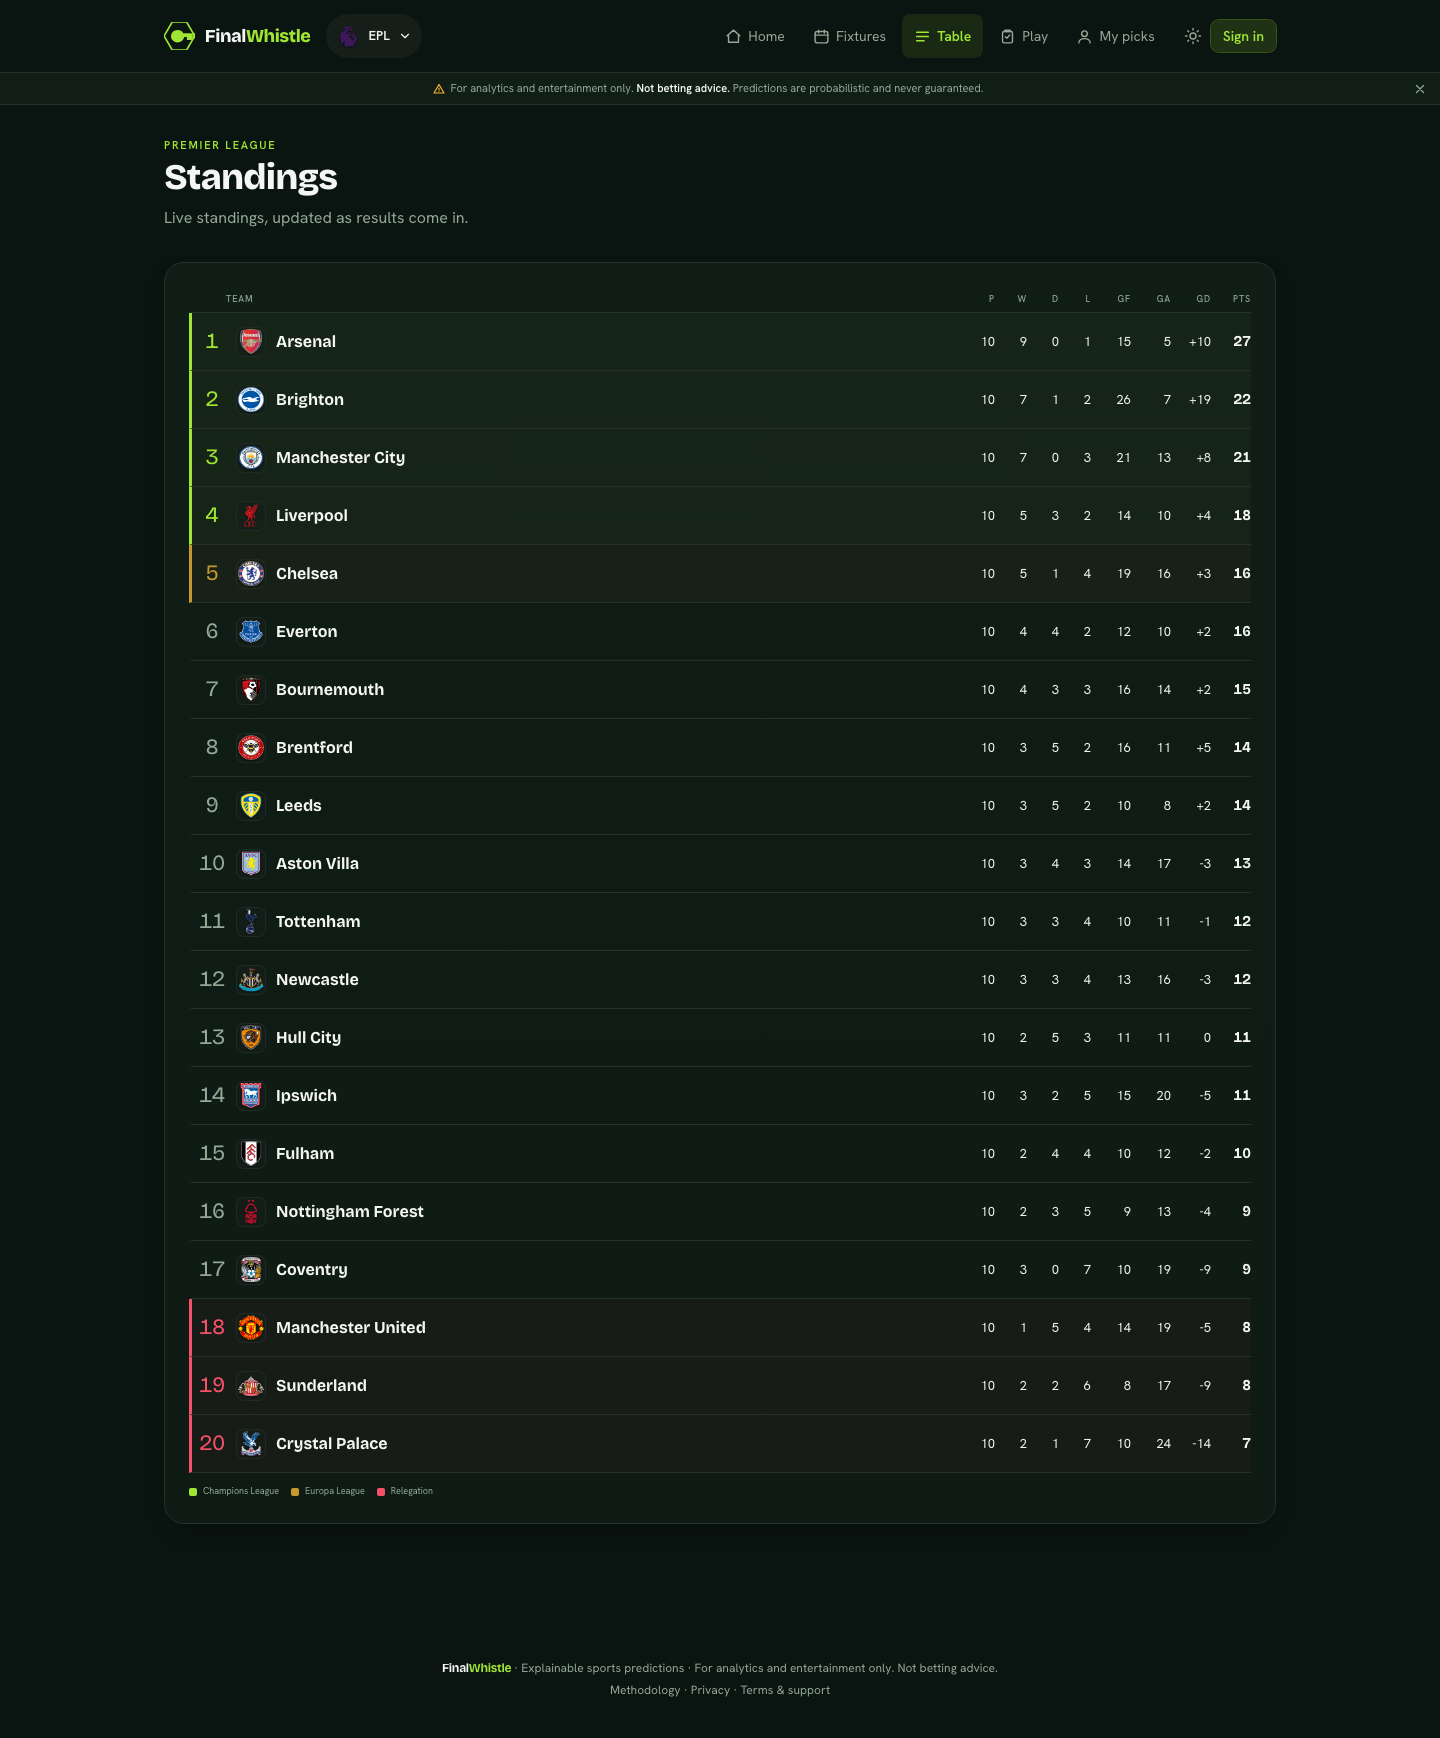 FinalWhistle EPL Home Fixtures Table Play My picks Sign in
For analytics and entertainment only. Not betting advice. Predictions are probabilistic and never guaranteed.
PREMIER LEAGUE
Standings
Live standings, updated as results come in.
TEAM P W D L GF GA GD PTS
1 Arsenal 10 9 0 1 15 5 +10 27
2 Brighton 10 7 1 2 26 7 +19 22
3 Manchester City 10 7 0 3 21 13 +8 21
4 Liverpool 10 5 3 2 14 10 +4 18
5 Chelsea 10 5 1 4 19 16 +3 16
6 Everton 10 4 4 2 12 10 +2 16
7 Bournemouth 10 4 3 3 16 14 +2 15
8 Brentford 10 3 5 2 16 11 +5 14
9 Leeds 10 3 5 2 10 8 +2 14
10 Aston Villa 10 3 4 3 14 17 -3 13
11 Tottenham 10 3 3 4 10 11 -1 12
12 Newcastle 10 3 3 4 13 16 -3 12
13 Hull City 10 2 5 3 11 11 0 11
14 Ipswich 10 3 2 5 15 20 -5 11
15 Fulham 10 2 4 4 10 12 -2 10
16 Nottingham Forest 10 2 3 5 9 13 -4 9
17 Coventry 10 3 0 7 10 19 -9 9
18 Manchester United 10 1 5 4 14 19 -5 8
19 Sunderland 10 2 2 6 8 17 -9 8
20 Crystal Palace 10 2 1 7 10 24 -14 7
Champions League Europa League Relegation
FinalWhistle · Explainable sports predictions · For analytics and entertainment only. Not betting advice.
Methodology · Privacy · Terms & support